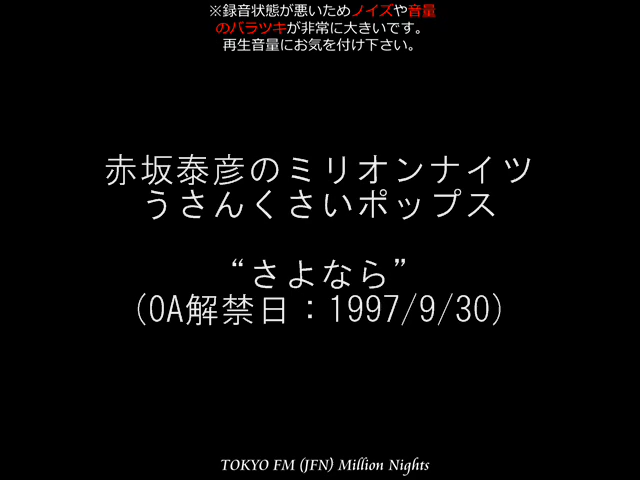 ※録音状態が悪いためノイズや音量
のバラツキが非常に大きいです。
再生音量にお気を付け下さい。
赤坂泰彦のミリオンナイツ
うさんくさいポップス
“さよなら”
(OA解禁日：1997/9/30)
TOKYO FM (JFN) Million Nights